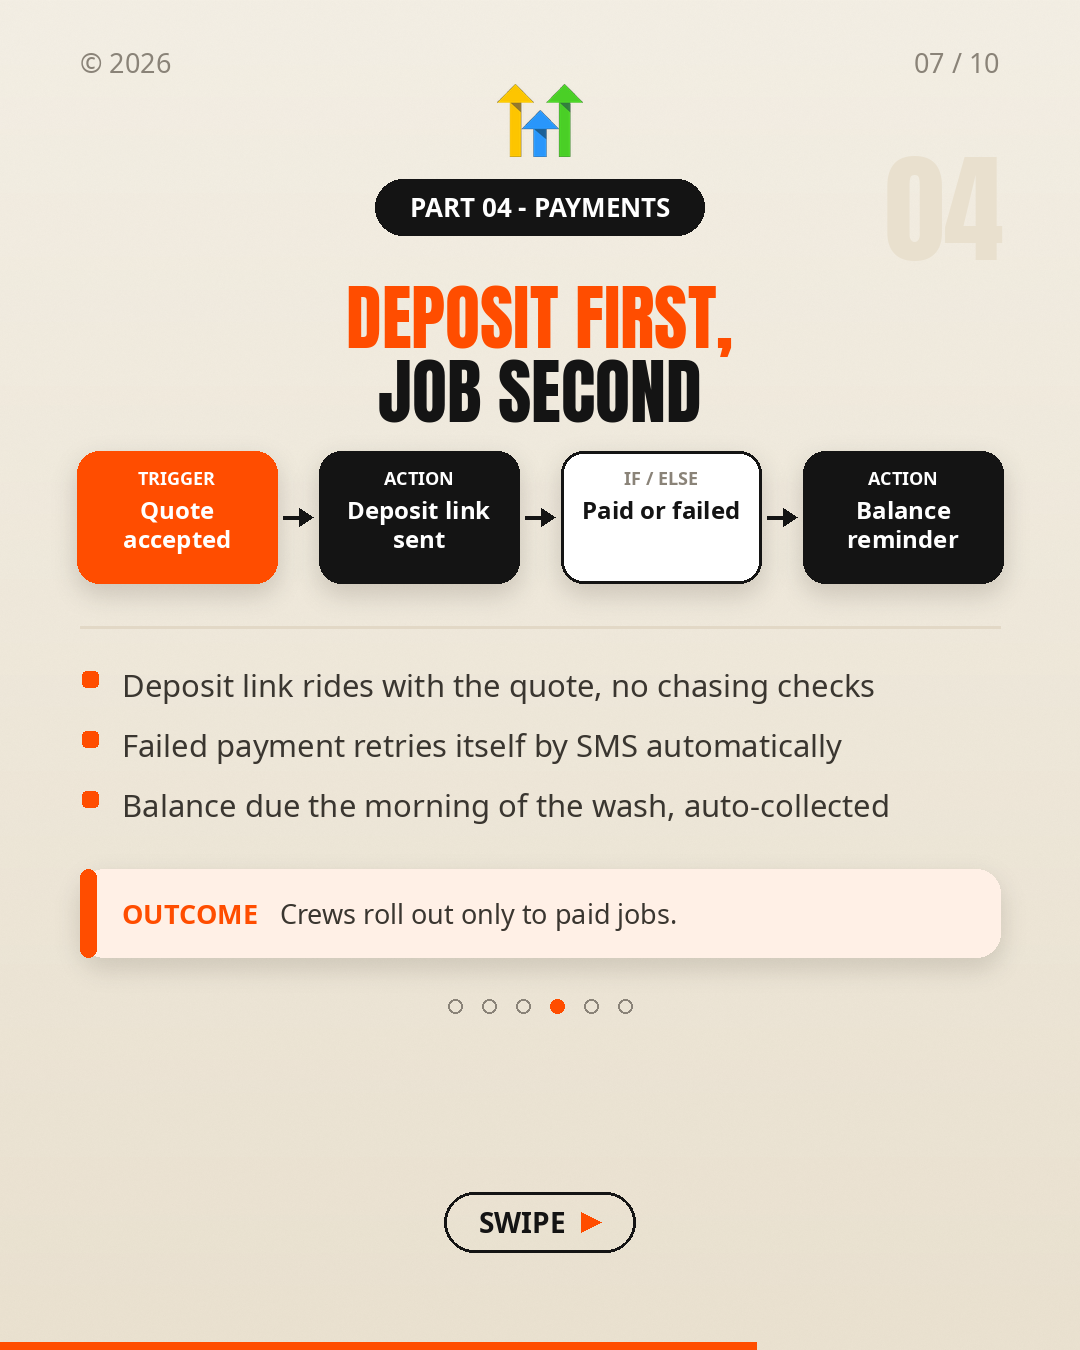 © 2026
07 / 10
PART 04 - PAYMENTS
04
DEPOSIT FIRST,
JOB SECOND
TRIGGER
Quote
accepted
ACTION
Deposit link
sent
IF / ELSE
Paid or failed
ACTION
Balance
reminder
Deposit link rides with the quote, no chasing checks
Failed payment retries itself by SMS automatically
Balance due the morning of the wash, auto-collected
OUTCOME Crews roll out only to paid jobs.
SWIPE